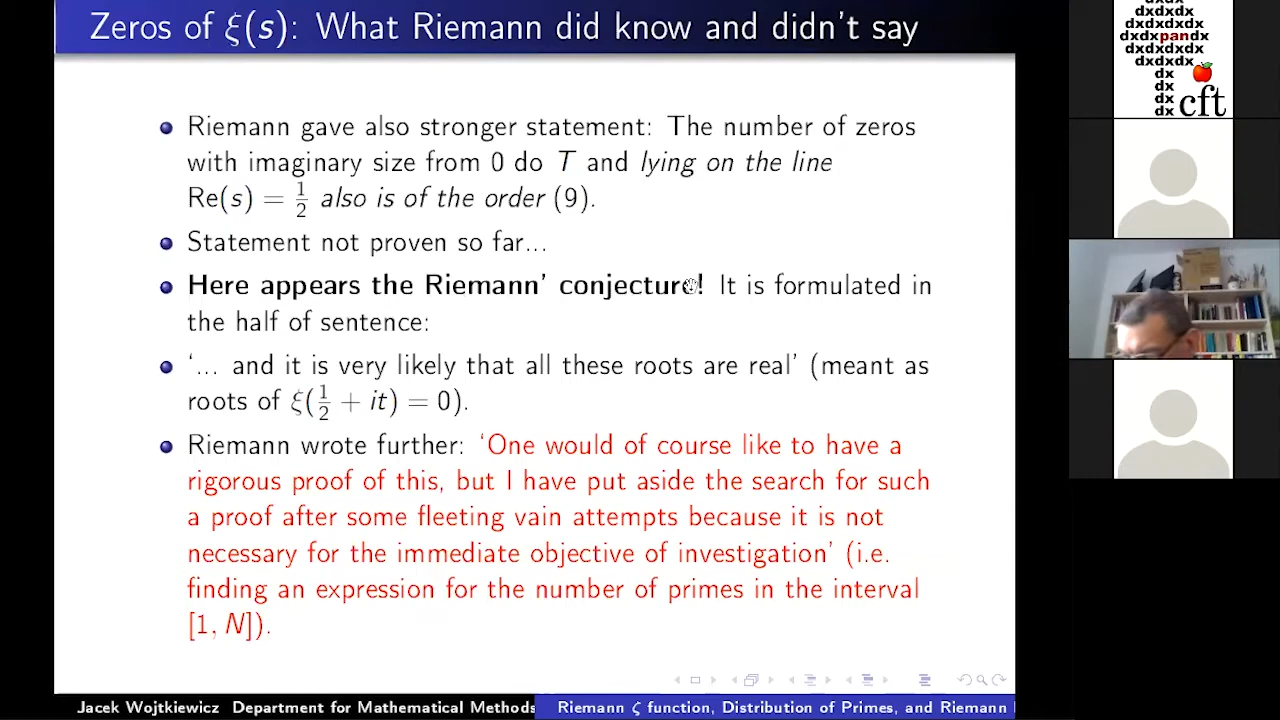 Zeros of ξ(s): What Riemann did know and didn't say
Riemann gave also stronger statement: The number of zeros
with imaginary size from 0 do T and lying on the line
Re(s) = 1/2 also is of the order (9).
Statement not proven so far...
Here appears the Riemann' conjecture! It is formulated in
the half of sentence:
'... and it is very likely that all these roots are real' (meant as
roots of ξ(1/2 + it) = 0).
Riemann wrote further: 'One would of course like to have a
rigorous proof of this, but I have put aside the search for such
a proof after some fleeting vain attempts because it is not
necessary for the immediate objective of investigation' (i.e.
finding an expression for the number of primes in the interval
[1, N]).
Jacek Wojtkiewicz Department for Mathematical Methods
Riemann ζ function, Distribution of Primes, and Riemann
dxdxdx
dxdxdxdx
dxdxpandx
dxdxdxdx
dxdxdx
dx
dx
dx
dx
cft